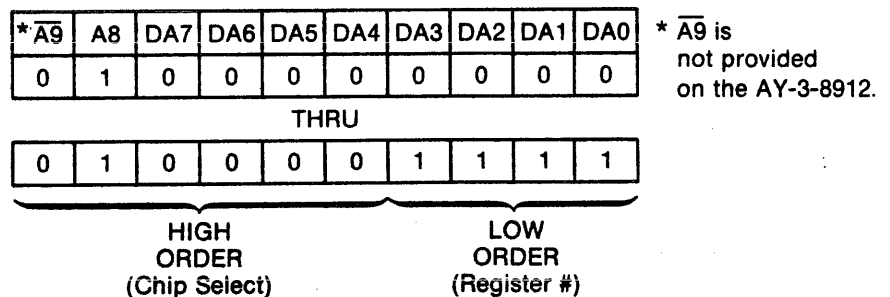 * A9 A8 DA7 DA6 DA5 DA4 DA3 DA2 DA1 DA0
0 1 0 0 0 0 0 0 0 0
THRU
0 1 0 0 0 0 1 1 1 1
HIGH
ORDER
(Chip Select)
LOW
ORDER
(Register #)
* A9 is
not provided
on the AY-3-8912.